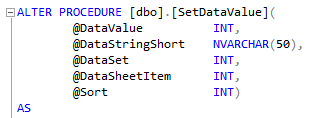 ALTER PROCEDURE [dbo].[SetDataValue](
@DataValue INT,
@DataStringShort NVARCHAR(50),
@DataSet INT,
@DataSheetItem INT,
@Sort INT)
AS